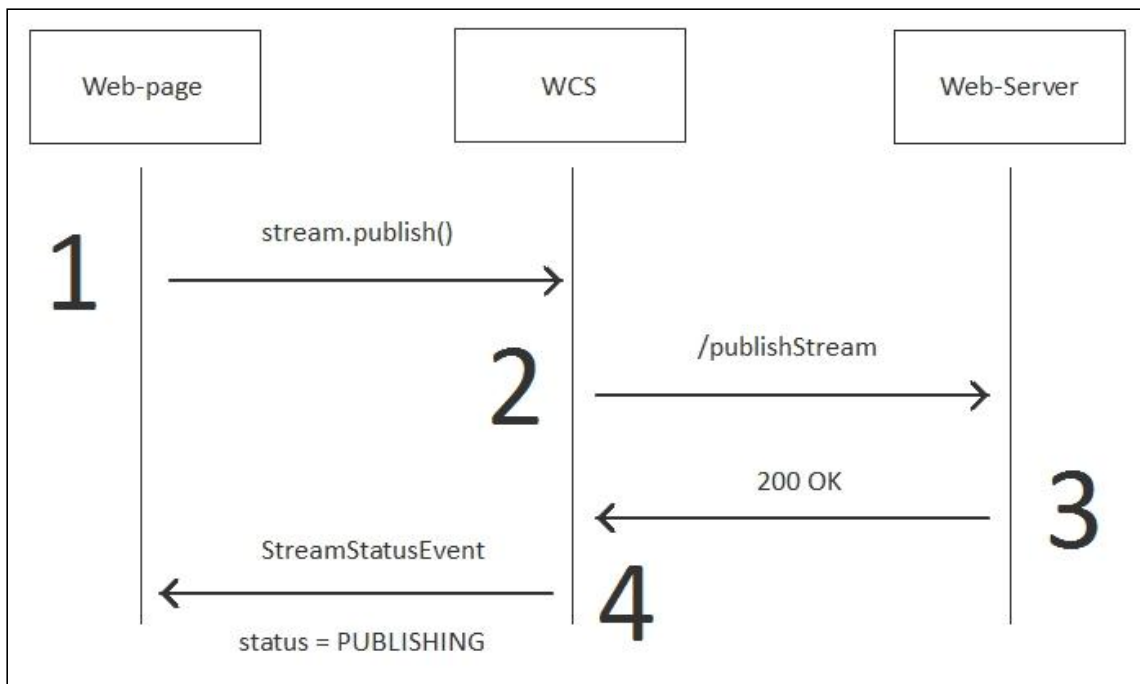 Web-page
WCS
Web-Server
stream.publish()
1
/publishStream
2
200 OK
3
StreamStatusEvent
4
status = PUBLISHING